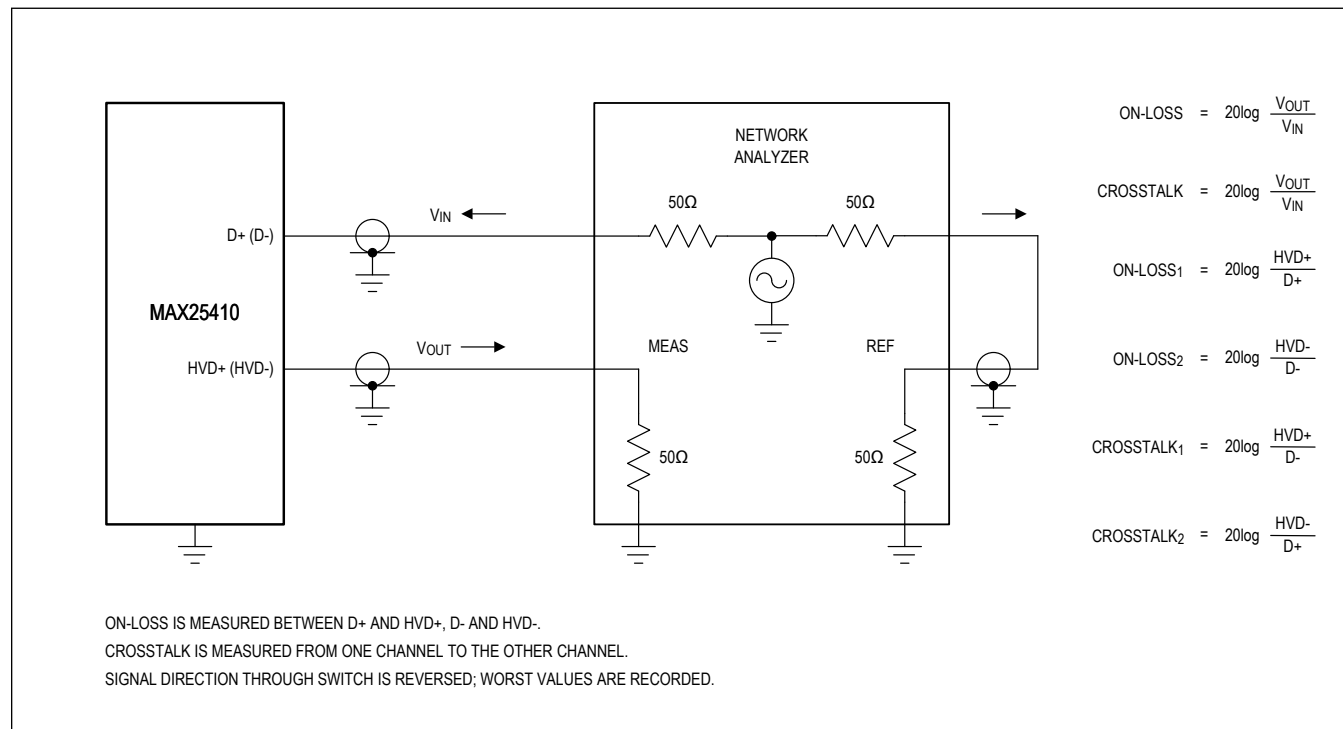 NETWORK
ANALYZER
50Ω
50Ω
VIN
D+ (D-)
MAX25410
VOUT
MEAS
REF
HVD+ (HVD-)
50Ω
50Ω
ON-LOSS = 20log VOUT
VIN
CROSSTALK = 20log VOUT
VIN
ON-LOSS1 = 20log HVD+
D+
ON-LOSS2 = 20log HVD-
D-
CROSSTALK1 = 20log HVD+
D-
CROSSTALK2 = 20log HVD-
D+
ON-LOSS IS MEASURED BETWEEN D+ AND HVD+, D- AND HVD-.
CROSSTALK IS MEASURED FROM ONE CHANNEL TO THE OTHER CHANNEL.
SIGNAL DIRECTION THROUGH SWITCH IS REVERSED; WORST VALUES ARE RECORDED.